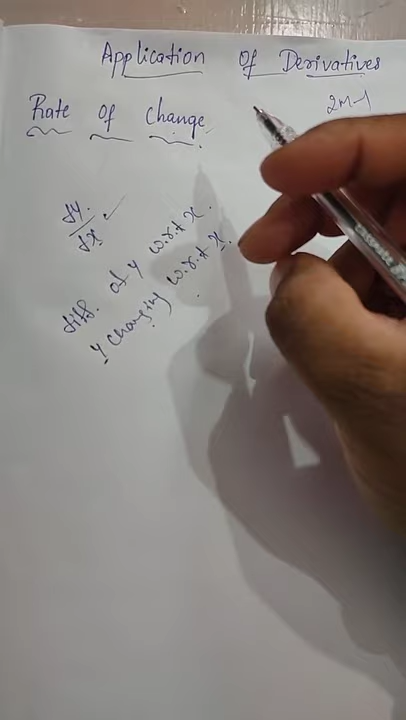 Application Of Derivatives
Rate Of Change
2M-1
dy/dx
diff. of y w.r.t x.
y changing w.r.t x.